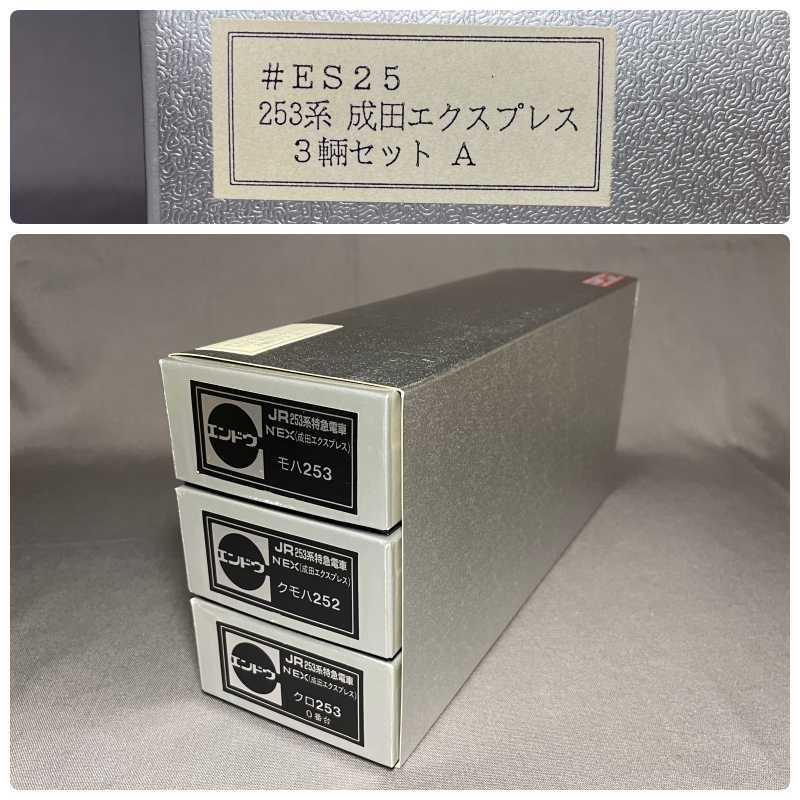 #ES25
253系 成田エクスプレス
3輌セット A
エンドウ
JR253系特急電車
NEX(成田エクスプレス)
モハ253
エンドウ
JR253系特急電車
NEX(成田エクスプレス)
クモハ252
エンドウ
JR253系特急電車
NEX(成田エクスプレス)
クロ253
0番台